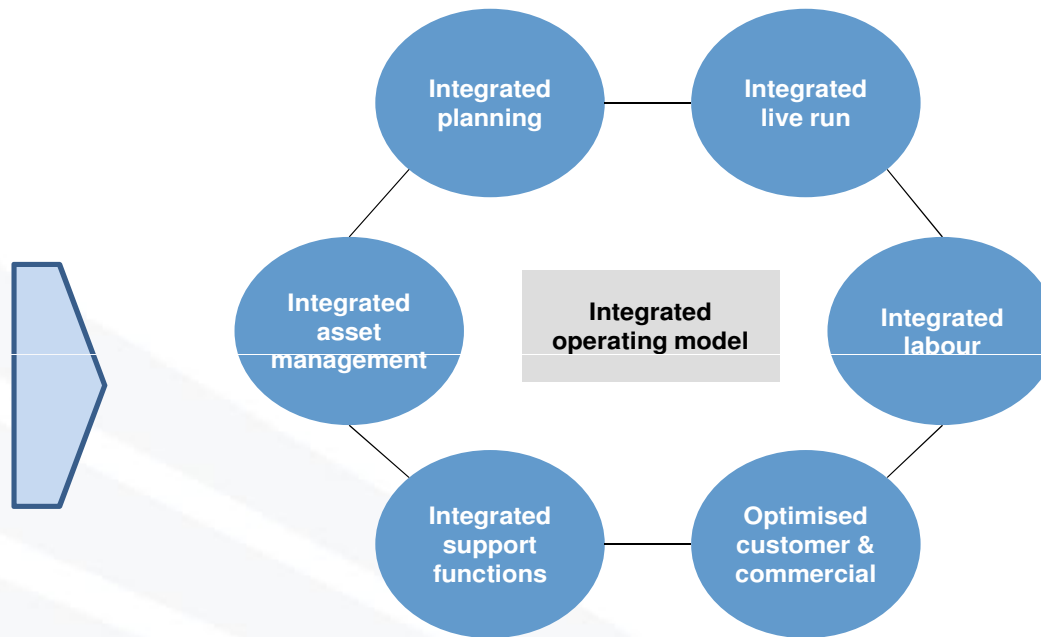 Integrated
planning
Integrated
live run
Integrated
asset
management
Integrated
operating model
Integrated
labour
Integrated
support
functions
Optimised
customer &
commercial